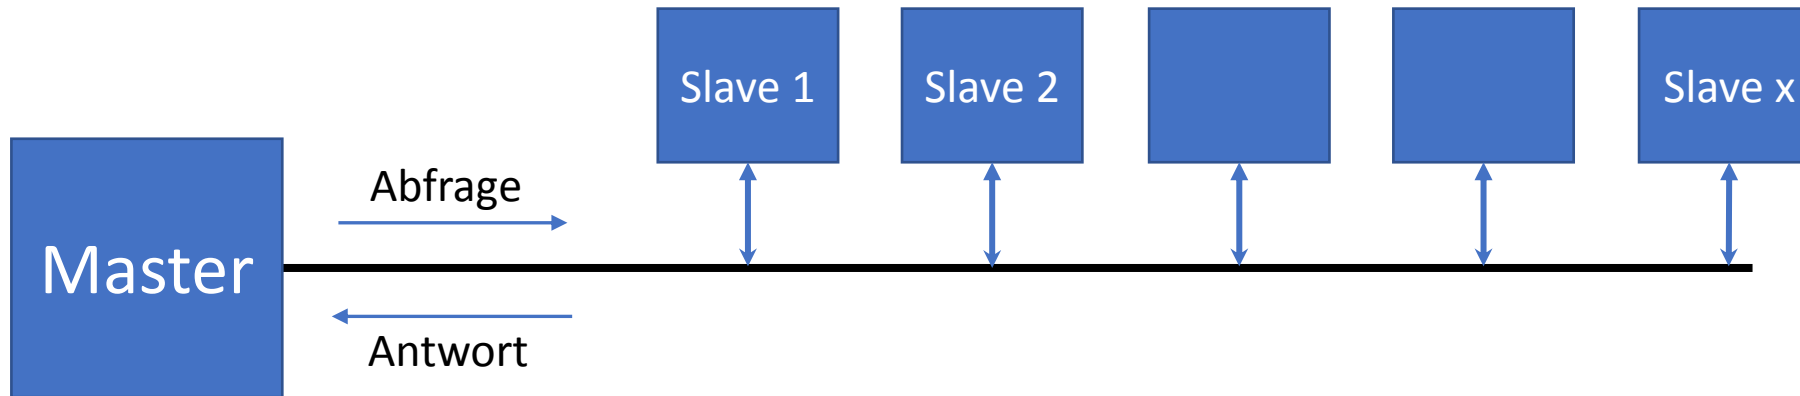 Slave 1
Slave 2
Slave x
Abfrage
Master
Antwort